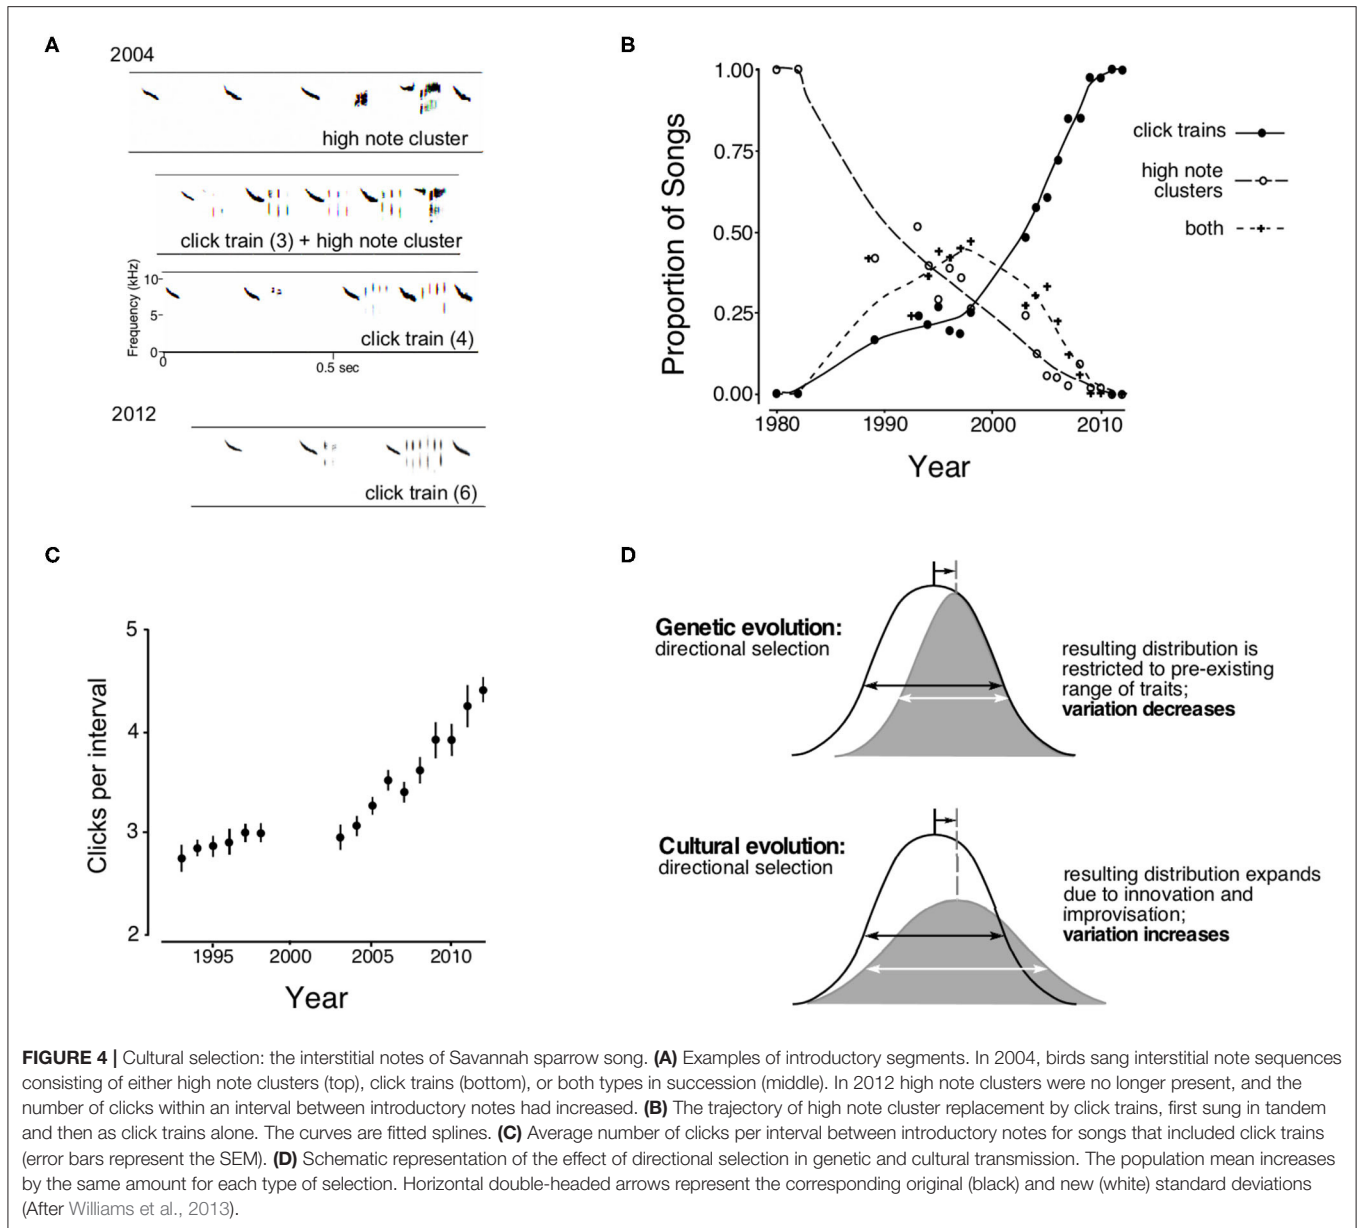 A
2004
high note cluster
click train (3) + high note cluster
Frequency (kHz)
10
5
0
click train (4)
0
0.5 sec
2012
click train (6)
B
Proportion of Songs
1.00
0.75
0.50
0.25
0.00
1980
1990
2000
2010
Year
click trains
high note
clusters
both
C
Clicks per interval
5
4
3
2
1995
2000
2005
2010
Year
D
Genetic evolution:
directional selection
resulting distribution is
restricted to pre-existing
range of traits;
variation decreases
Cultural evolution:
directional selection
resulting distribution expands
due to innovation and
improvisation;
variation increases
FIGURE 4 | Cultural selection: the interstitial notes of Savannah sparrow song. (A) Examples of introductory segments. In 2004, birds sang interstitial note sequences
consisting of either high note clusters (top), click trains (bottom), or both types in succession (middle). In 2012 high note clusters were no longer present, and the
number of clicks within an interval between introductory notes had increased. (B) The trajectory of high note cluster replacement by click trains, first sung in tandem
and then as click trains alone. The curves are fitted splines. (C) Average number of clicks per interval between introductory notes for songs that included click trains
(error bars represent the SEM). (D) Schematic representation of the effect of directional selection in genetic and cultural transmission. The population mean increases
by the same amount for each type of selection. Horizontal double-headed arrows represent the corresponding original (black) and new (white) standard deviations
(After Williams et al., 2013).